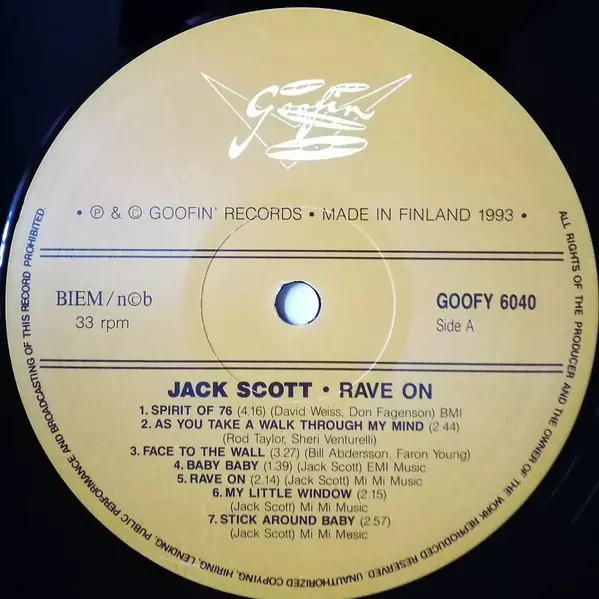 Goofin'
• ℗ & © GOOFIN' RECORDS • MADE IN FINLAND 1993 •
BIEM / n©b
33 rpm
GOOFY 6040
Side A
JACK SCOTT • RAVE ON
1. SPIRIT OF 76 (4.16) (David Weiss, Don Fagenson) BMI
2. AS YOU TAKE A WALK THROUGH MY MIND (2.44)
(Rod Taylor, Sheri Venturelli)
3. FACE TO THE WALL (3.27) (Bill Abdersson, Faron Young)
4. BABY BABY (1.39) (Jack Scott) EMI Music
5. RAVE ON (2.14) (Jack Scott) Mi Mi Music
6. MY LITTLE WINDOW (2.15)
(Jack Scott) Mi Mi Music
7. STICK AROUND BABY (2.57)
(Jack Scott) Mi Mi Music
ALL RIGHTS OF THE PRODUCER AND THE OWNER OF THE WORK REPRODUCED RESERVED. UNAUTHORIZED COPYING, HIRING, LENDING, PUBLIC PERFORMANCE AND BROADCASTING OF THIS RECORD PROHIBITED.